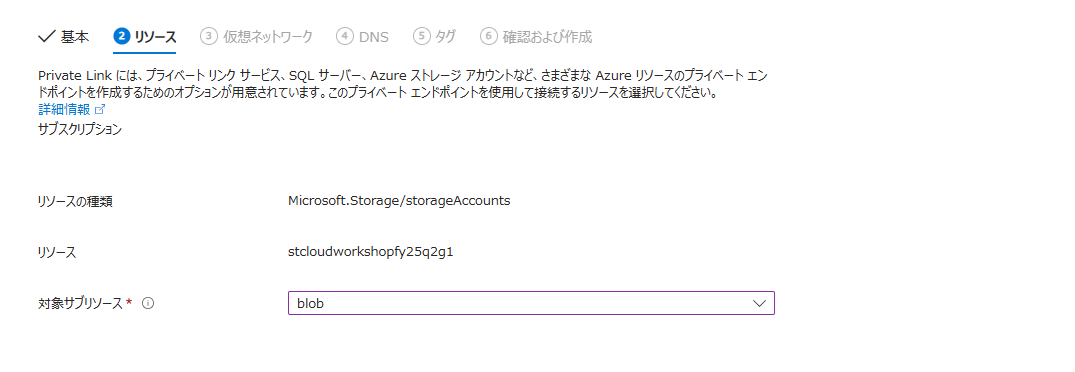 基本 2 リソース 3 仮想ネットワーク 4 DNS 5 タグ 6 確認および作成
Private Link には、プライベート リンク サービス、SQL サーバー、Azure ストレージ アカウントなど、さまざまな Azure リソースのプライベート エン
ドポイントを作成するためのオプションが用意されています。このプライベート エンドポイントを使用して接続するリソースを選択してください。
詳細情報
サブスクリプション
リソースの種類 Microsoft.Storage/storageAccounts
リソース stcloudworkshopfy25q2g1
対象サブリソース * blob